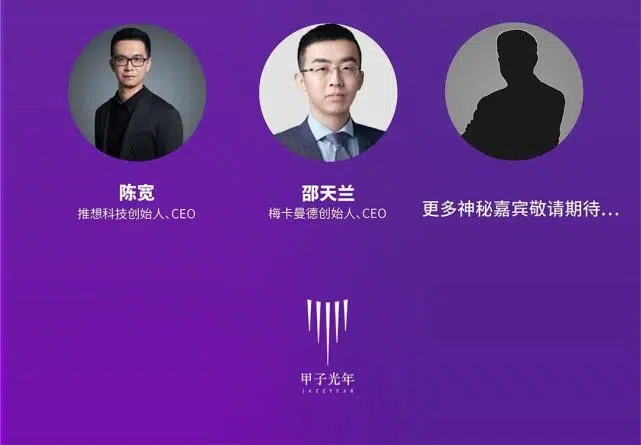 陈宽
推想科技创始人、CEO
邵天兰
梅卡曼德创始人、CEO
更多神秘嘉宾敬请期待...
甲子光年
JAZZYEAR